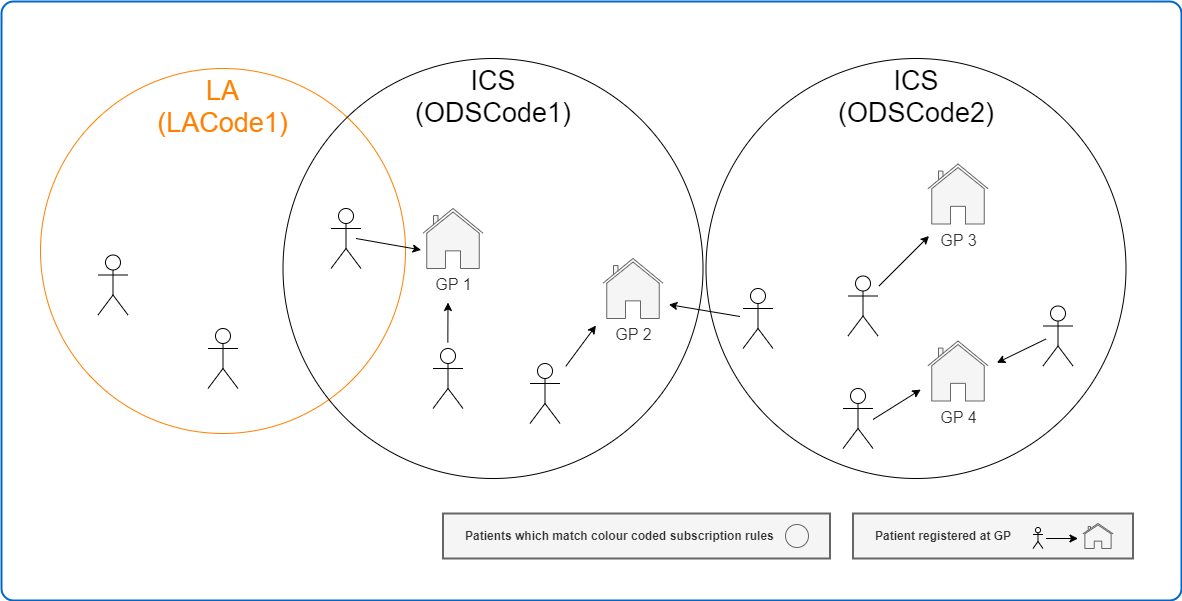 LA
(LACode1)
ICS
(ODSCode1)
ICS
(ODSCode2)
GP 1
GP 2
GP 3
GP 4
Patients which match colour coded subscription rules
Patient registered at GP